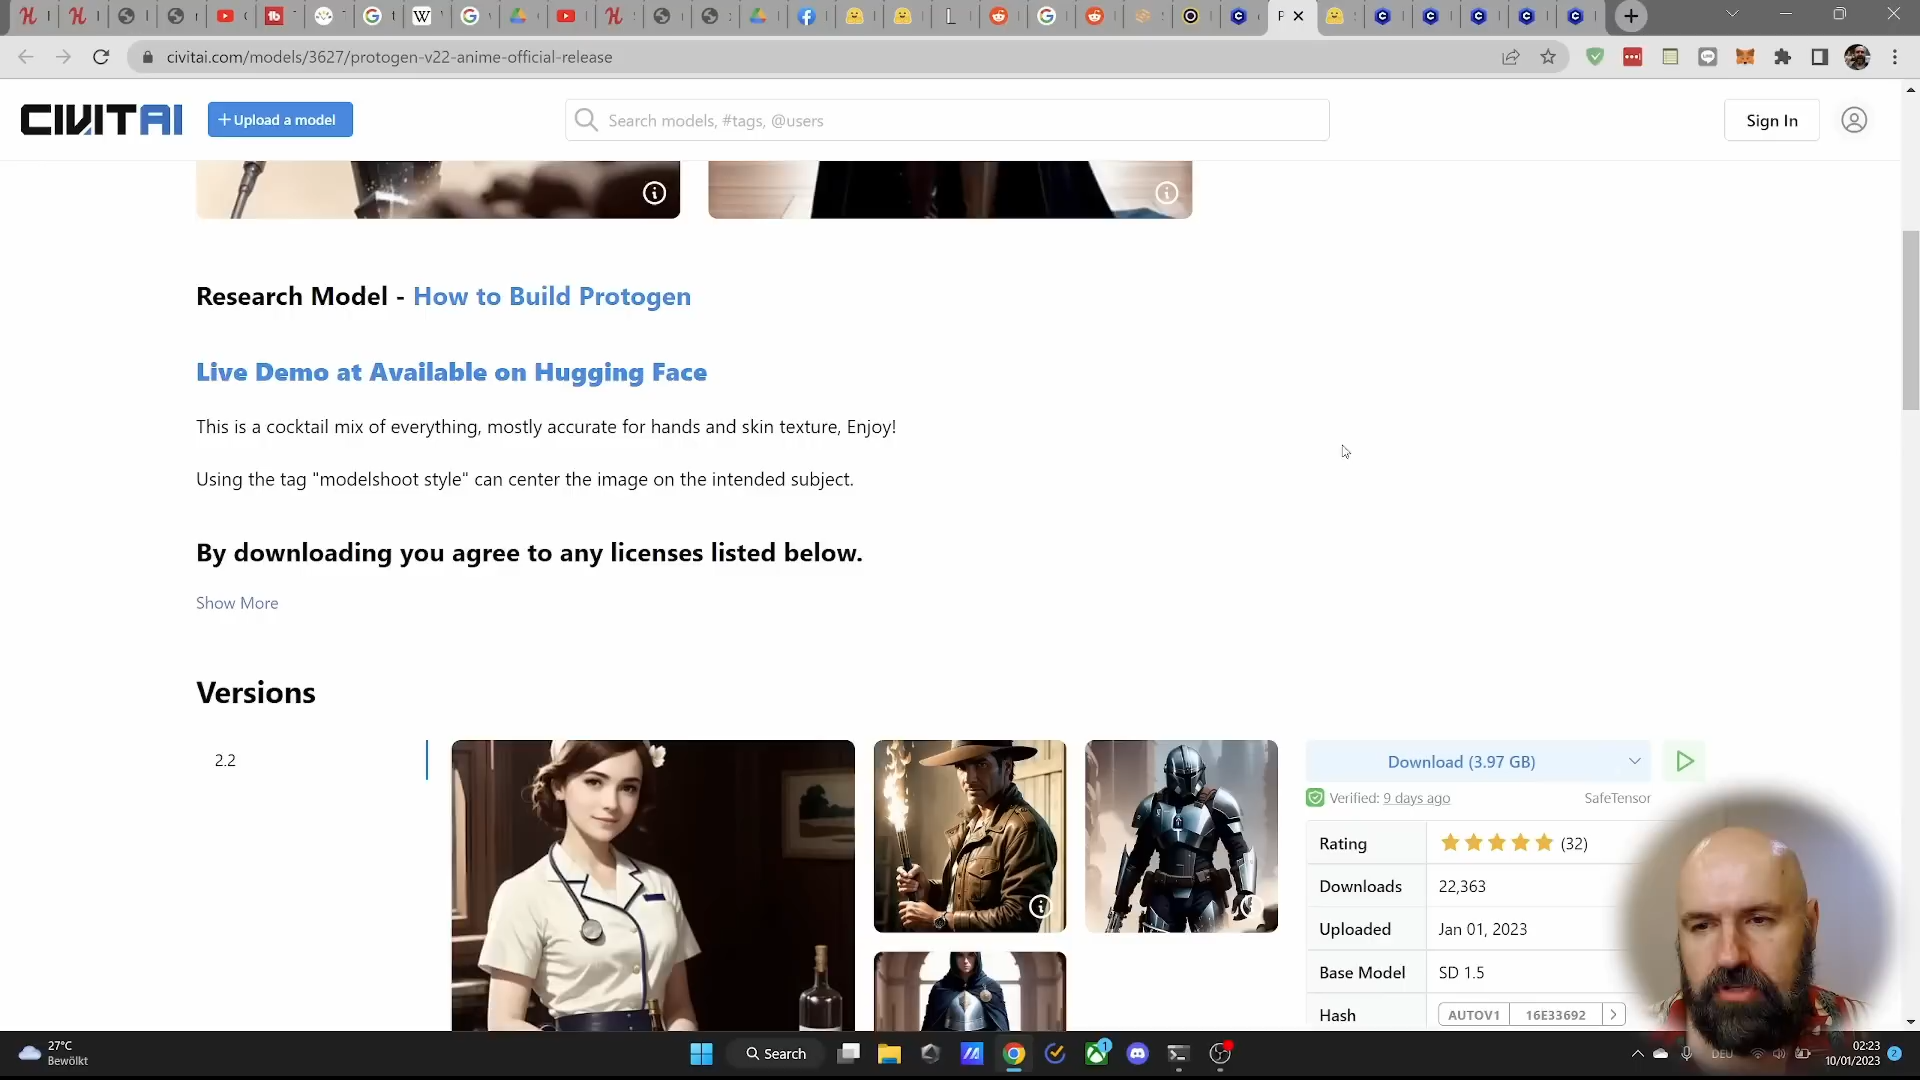 civitai.com/models/3627/protogen-v22-anime-official-release
CIVITAI
Upload a model
Search models, #tags, @users
Sign In
Research Model - How to Build Protogen
Live Demo at Available on Hugging Face
This is a cocktail mix of everything, mostly accurate for hands and skin texture, Enjoy!
Using the tag "modelshoot style" can center the image on the intended subject.
By downloading you agree to any licenses listed below.
Show More
Versions
2.2
Download (3.97 GB)
Verified: 9 days ago
SafeTensor
Rating
(32)
Downloads
22,363
Uploaded
Jan 01, 2023
Base Model
SD 1.5
Hash
AUTOV1
16E33692
27°C
Bewölkt
Search
1
DEU
02:23
10/01/2023
2